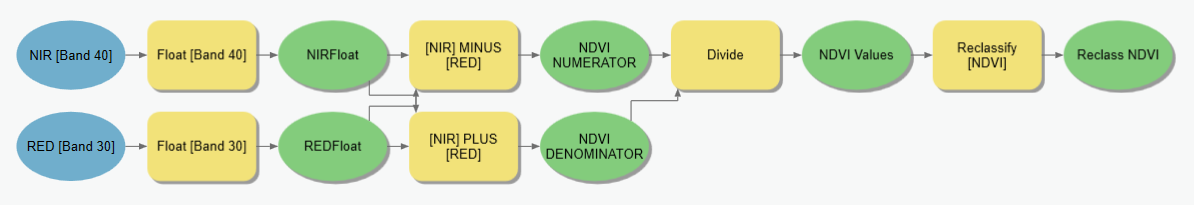 NIR [Band 40]
Float [Band 40]
NIRFloat
[NIR] MINUS
[RED]
NDVI
NUMERATOR
Divide
NDVI Values
Reclassify
[NDVI]
Reclass NDVI
RED [Band 30]
Float [Band 30]
REDFloat
[NIR] PLUS
[RED]
NDVI
DENOMINATOR